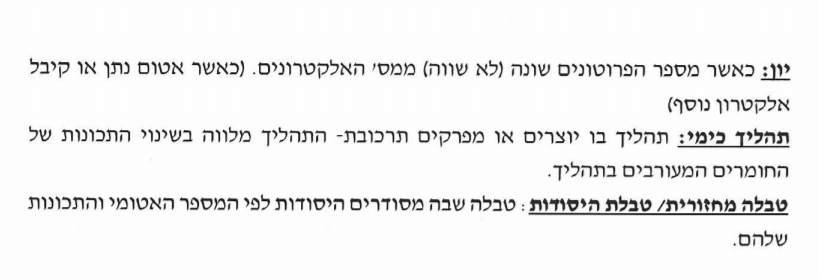 יון: כאשר מספר הפרוטונים שונה (לא שווה) ממס' האלקטרונים. (כאשר אטום נתן או קיבל
אלקטרון נוסף)
תהליך כימי: תהליך בו יוצרים או מפרקים תרכובת- התהליך מלווה בשינוי התכונות של
החומרים המעורבים בתהליך.
טבלה מחזורית/ טבלת היסודות : טבלה שבה מסודרים היסודות לפי המספר האטומי והתכונות
שלהם.